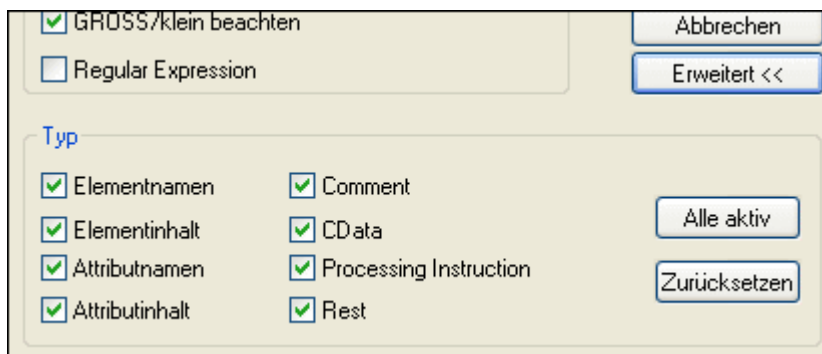 GROSS/klein beachten
Abbrechen
Regular Expression
Erweitert <<
Typ
Elementnamen
Comment
Elementinhalt
CData
Alle aktiv
Attributnamen
Processing Instruction
Zurücksetzen
Attributinhalt
Rest